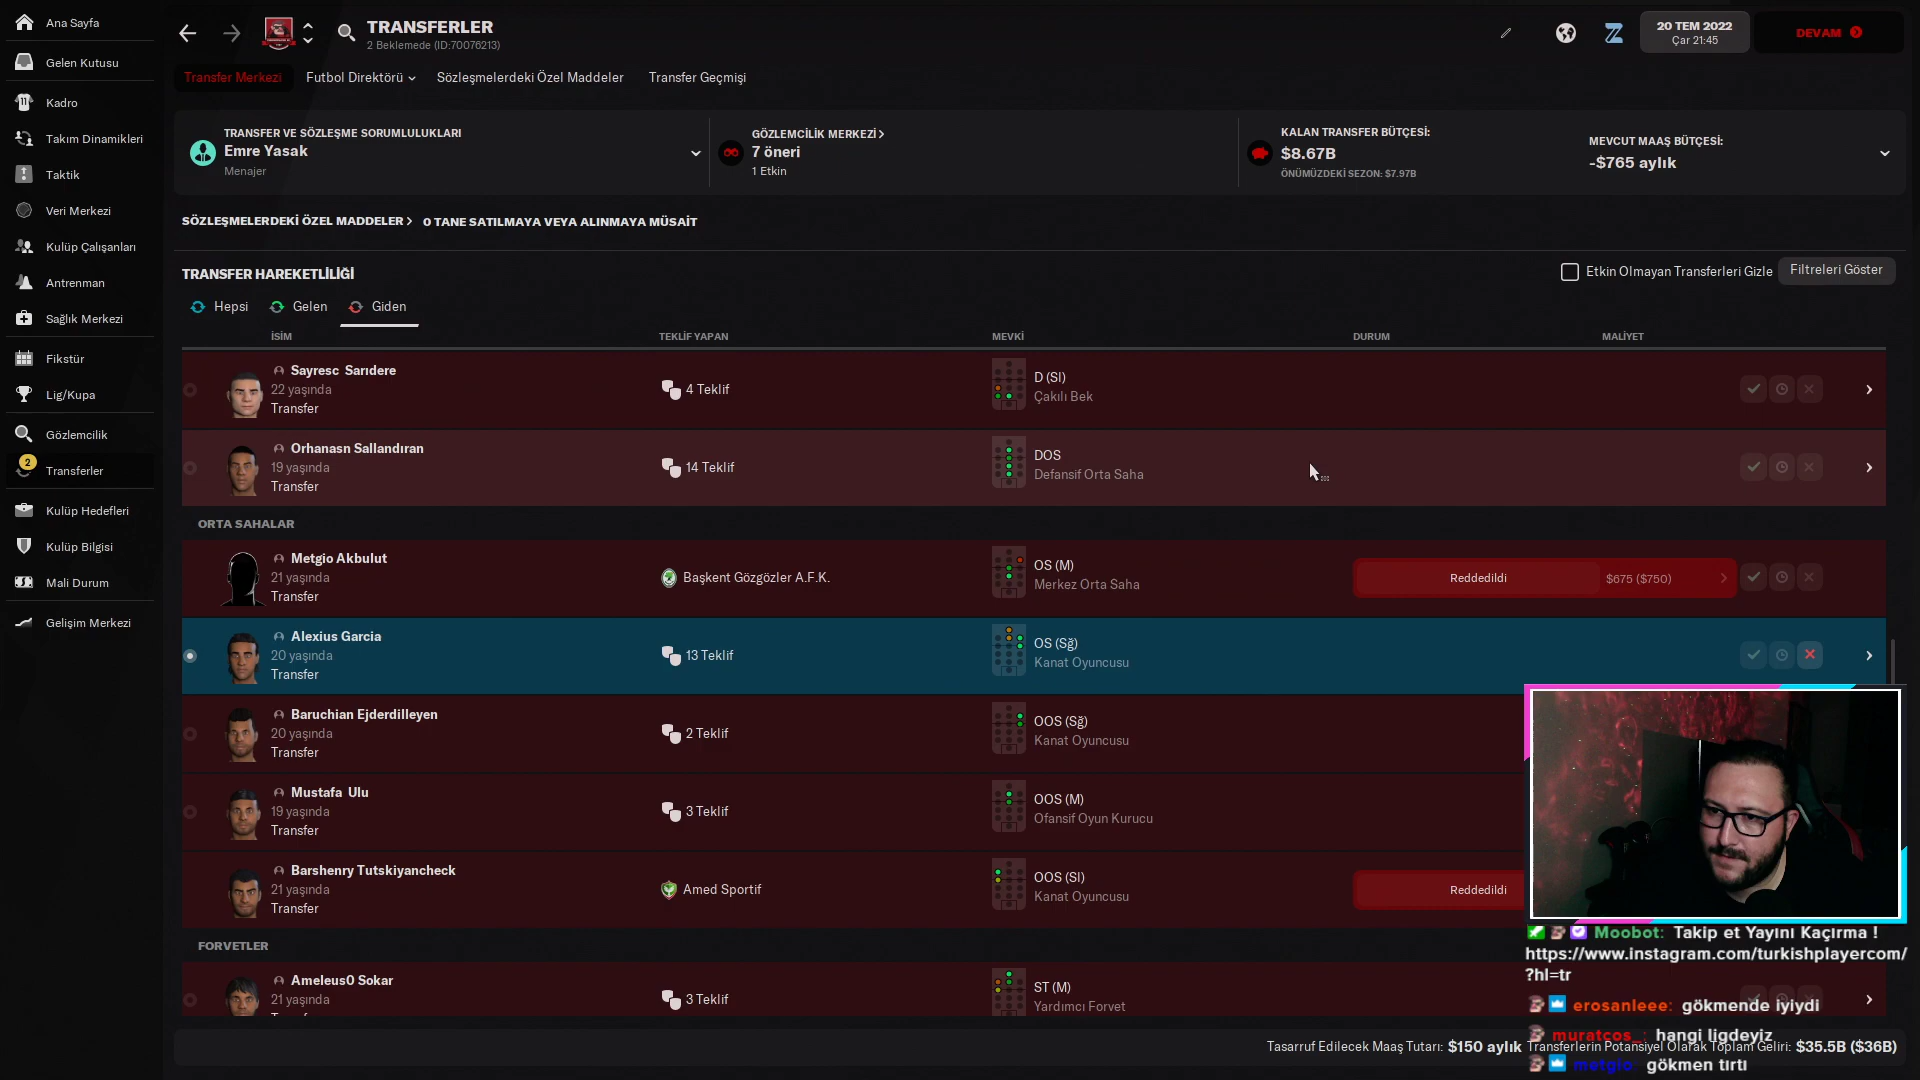 Ana Sayfa
Gelen Kutusu
Kadro
Takım Dinamikleri
Taktik
Veri Merkezi
Kulüp Çalışanları
Antrenman
Sağlık Merkezi
Fikstür
Lig/Kupa
Gözlemcilik
2
Transferler
Kulüp Hedefleri
Kulüp Bilgisi
Mali Durum
Gelişim Merkezi
TRANSFERLER
2 Beklemede (ID:70076213)
20 TEM 2022
Çar 21:45
DEVAM
Transfer Merkezi
Futbol Direktörü
Sözleşmelerdeki Özel Maddeler
Transfer Geçmişi
TRANSFER VE SÖZLEŞME SORUMLULUKLARI
Emre Yasak
Menajer
GÖZLEMCİLİK MERKEZİ
7 öneri
1 Etkin
KALAN TRANSFER BÜTÇESİ:
$8.67B
ÖNÜMÜZDEKİ SEZON: $7.97B
MEVCUT MAAŞ BÜTÇESİ:
-$765 aylık
SÖZLEŞMELERDEKİ ÖZEL MADDELER
0 TANE SATILMAYA VEYA ALINMAYA MÜSAİT
TRANSFER HAREKETLİLİĞİ
Etkin Olmayan Transferleri Gizle
Filtreleri Göster
Hepsi
Gelen
Giden
İSİM
TEKLİF YAPAN
MEVKİ
DURUM
MALİYET
Sayresc Sarıdere
22 yaşında
Transfer
4 Teklif
D (Sl)
Çakılı Bek
Orhanasn Sallandıran
19 yaşında
Transfer
14 Teklif
DOS
Defansif Orta Saha
ORTA SAHALAR
Metgio Akbulut
21 yaşında
Transfer
Başkent Gözgözler A.F.K.
OS (M)
Merkez Orta Saha
Reddedildi
$675 ($750)
Alexius Garcia
20 yaşında
Transfer
13 Teklif
OS (Sğ)
Kanat Oyuncusu
Baruchian Ejderdilleyen
20 yaşında
Transfer
2 Teklif
OOS (Sğ)
Kanat Oyuncusu
Mustafa Ulu
19 yaşında
Transfer
3 Teklif
OOS (M)
Ofansif Oyun Kurucu
Barshenry Tutskiyancheck
21 yaşında
Transfer
Amed Sportif
OOS (Sl)
Kanat Oyuncusu
Reddedildi
FORVETLER
Ameleus0 Sokar
21 yaşında
3 Teklif
ST (M)
Yardımcı Forvet
Moobot: Takip et Yayını Kaçırma !
https://www.instagram.com/turkishplayercom/
?hl=tr
erosanleee: gökmende iyiydi
muratcos_: hangi ligdeyiz
metgio: gökmen tırtı
Tasarruf Edilecek Maaş Tutarı: $150 aylık
Transferlerin Potansiyel Olarak Toplam Geliri: $35.5B ($36B)